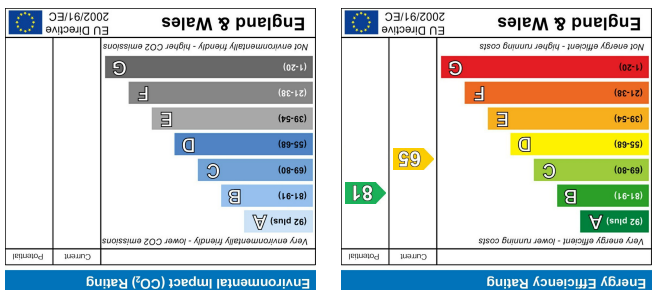 Energy Efficiency Rating
Current
Potential
Very energy efficient - lower running costs
(92 plus) A
(81-91) B
(69-80) C
(55-68) D
(39-54) E
(21-38) F
(1-20) G
Not energy efficient - higher running costs
65
81
England & Wales
EU Directive
2002/91/EC
Environmental Impact (CO₂) Rating
Current
Potential
Very environmentally friendly - lower CO2 emissions
(92 plus) A
(81-91) B
(69-80) C
(55-68) D
(39-54) E
(21-38) F
(1-20) G
Not environmentally friendly - higher CO2 emissions
England & Wales
EU Directive
2002/91/EC